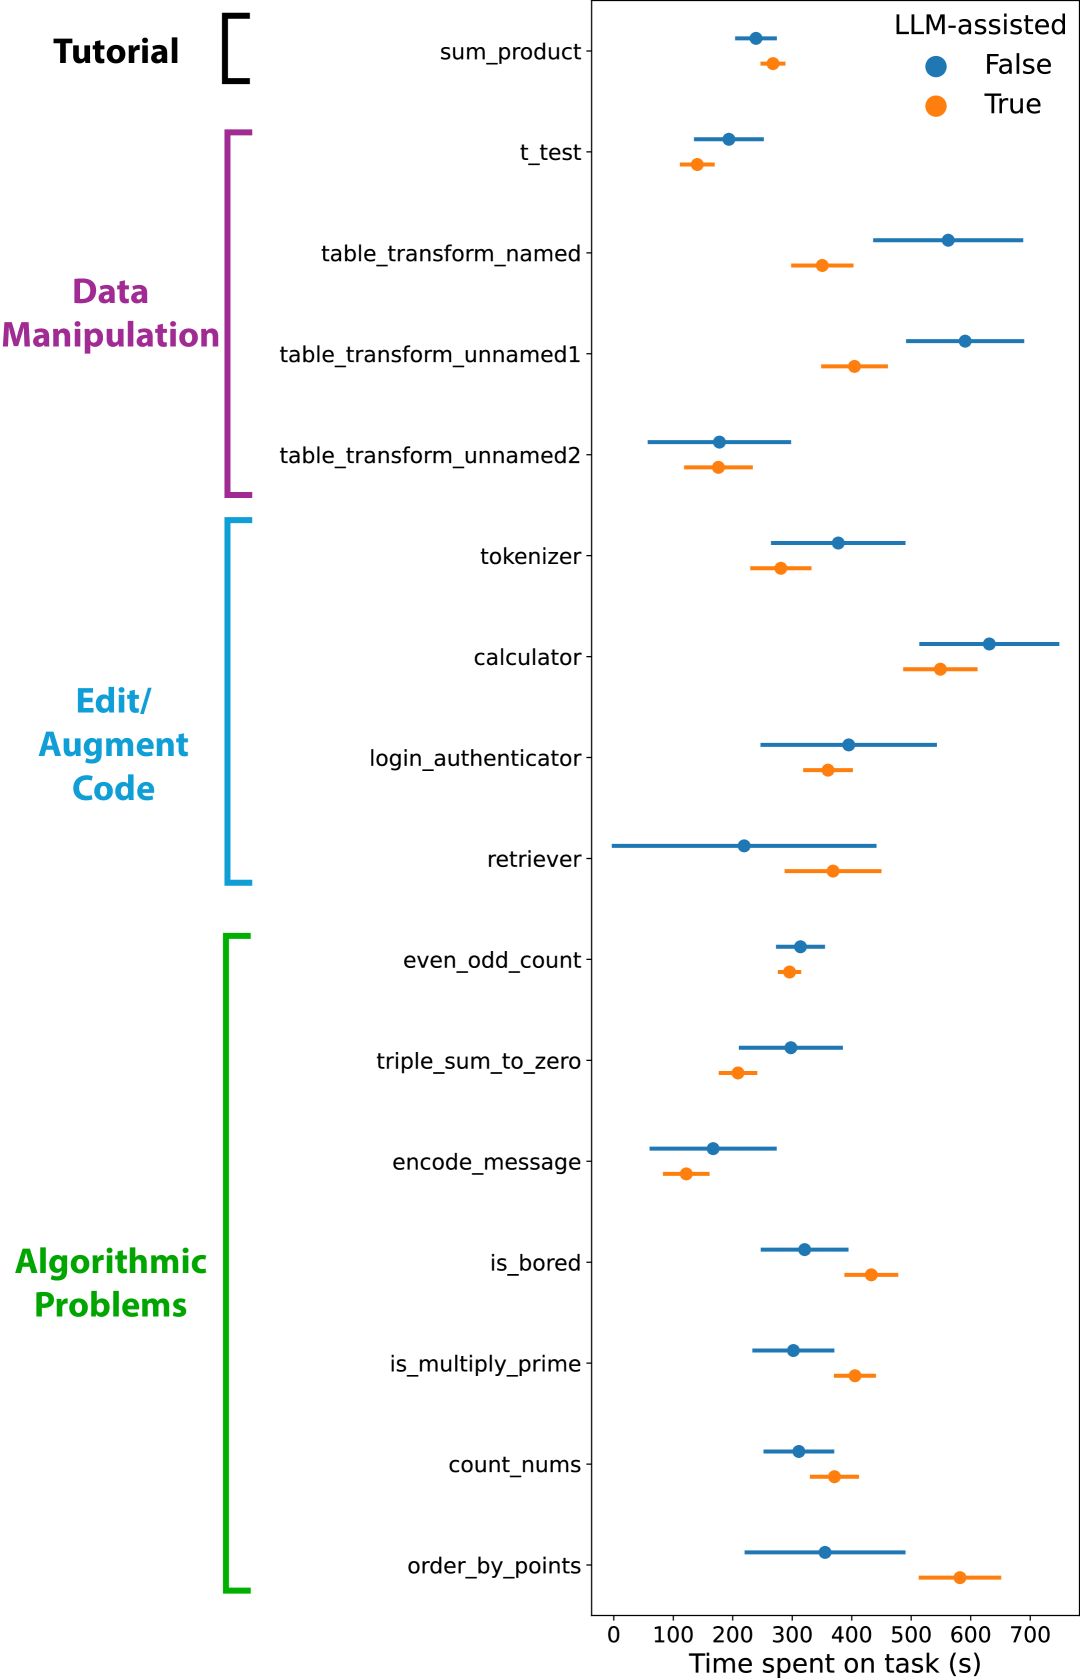 LLM-assisted
False
True
Tutorial
sum_product
Data
Manipulation
t_test
table_transform_named
table_transform_unnamed1
table_transform_unnamed2
Edit/
Augment
Code
tokenizer
calculator
login_authenticator
retriever
Algorithmic
Problems
even_odd_count
triple_sum_to_zero
encode_message
is_bored
is_multiply_prime
count_nums
order_by_points
0 100 200 300 400 500 600 700
Time spent on task (s)